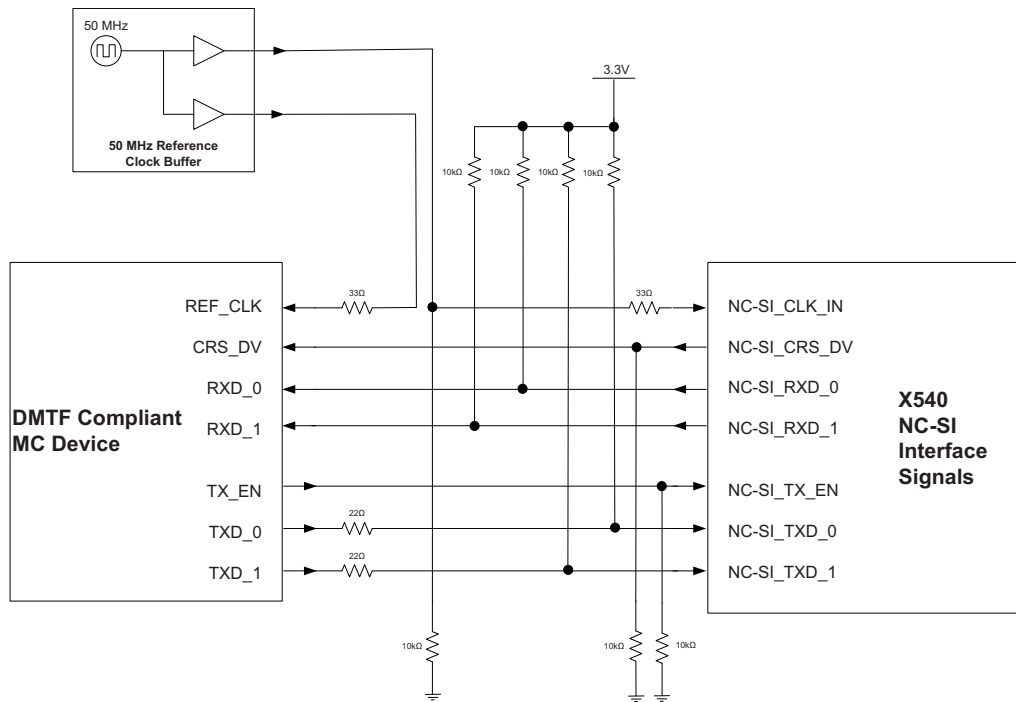 50 MHz
50 MHz Reference
Clock Buffer
3.3V
10kΩ
10kΩ
10kΩ
10kΩ
DMTF Compliant
MC Device
REF_CLK
CRS_DV
RXD_0
RXD_1
TX_EN
TXD_0
TXD_1
33Ω
33Ω
22Ω
22Ω
NC-SI_CLK_IN
NC-SI_CRS_DV
NC-SI_RXD_0
NC-SI_RXD_1
NC-SI_TX_EN
NC-SI_TXD_0
NC-SI_TXD_1
X540
NC-SI
Interface
Signals
10kΩ
10kΩ
10kΩ